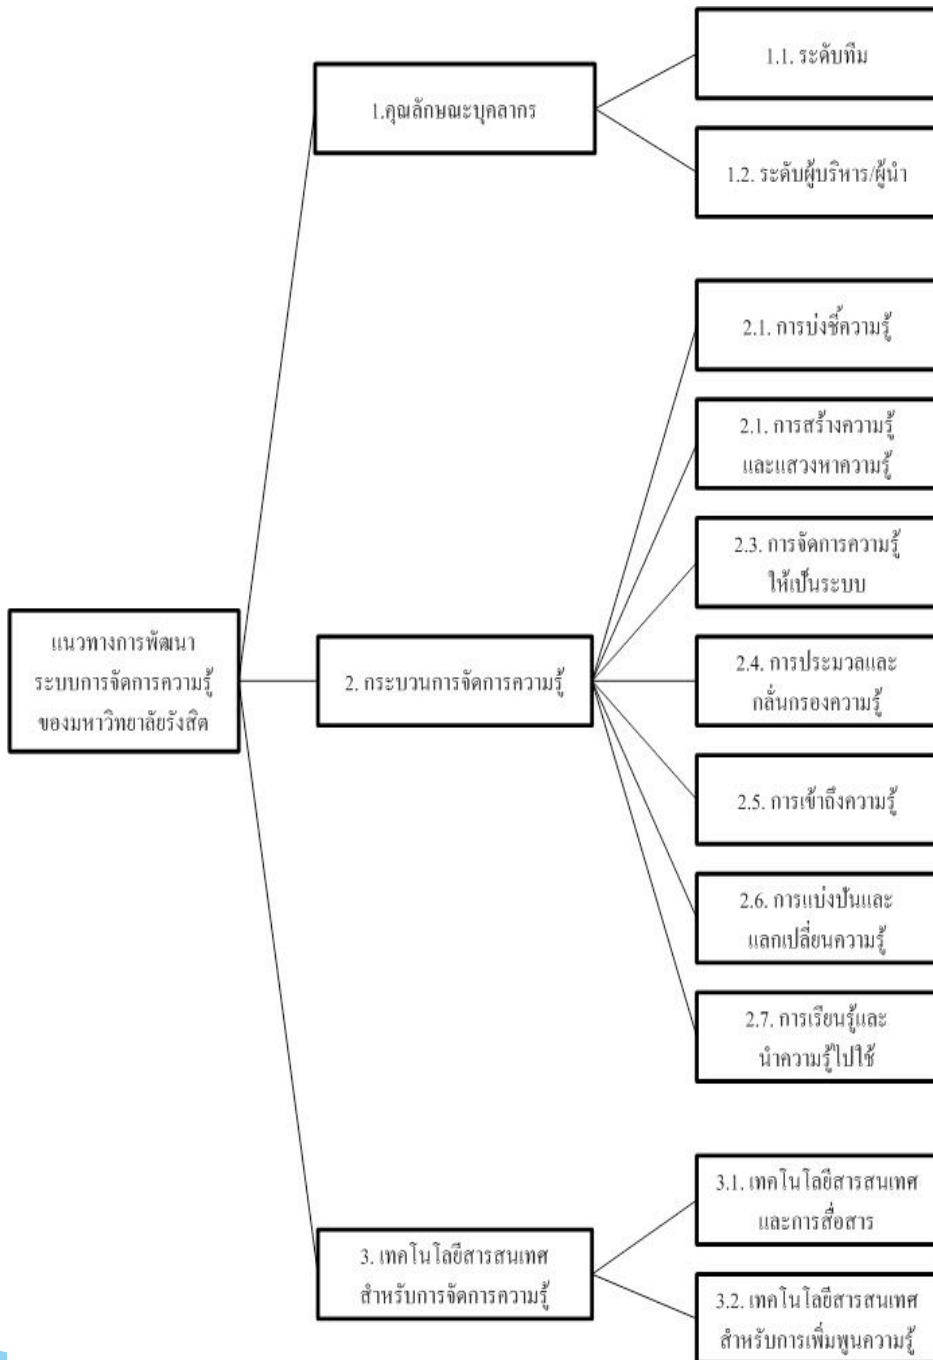 แนวทางการพัฒนา
ระบบการจัดการความรู้
ของมหาวิทยาลัยรังสิต
1.คุณลักษณะบุคลากร
1.1. ระดับทีม
1.2. ระดับผู้บริหาร/ผู้นำ
2. กระบวนการจัดการความรู้
2.1. การบ่งชี้ความรู้
2.1. การสร้างความรู้
และแสวงหาความรู้
2.3. การจัดการความรู้
ให้เป็นระบบ
2.4. การประมวลและ
กลั่นกรองความรู้
2.5. การเข้าถึงความรู้
2.6. การแบ่งปันและ
แลกเปลี่ยนความรู้
2.7. การเรียนรู้และ
นำความรู้ไปใช้
3. เทคโนโลยีสารสนเทศ
สำหรับการจัดการความรู้
3.1. เทคโนโลยีสารสนเทศ
และการสื่อสาร
3.2. เทคโนโลยีสารสนเทศ
สำหรับการเพิ่มพูนความรู้